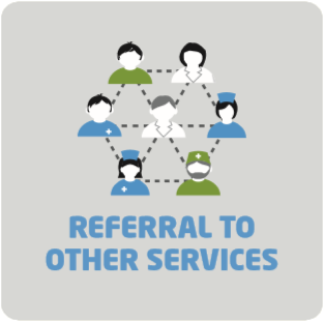 REFERRAL TO
OTHER SERVICES